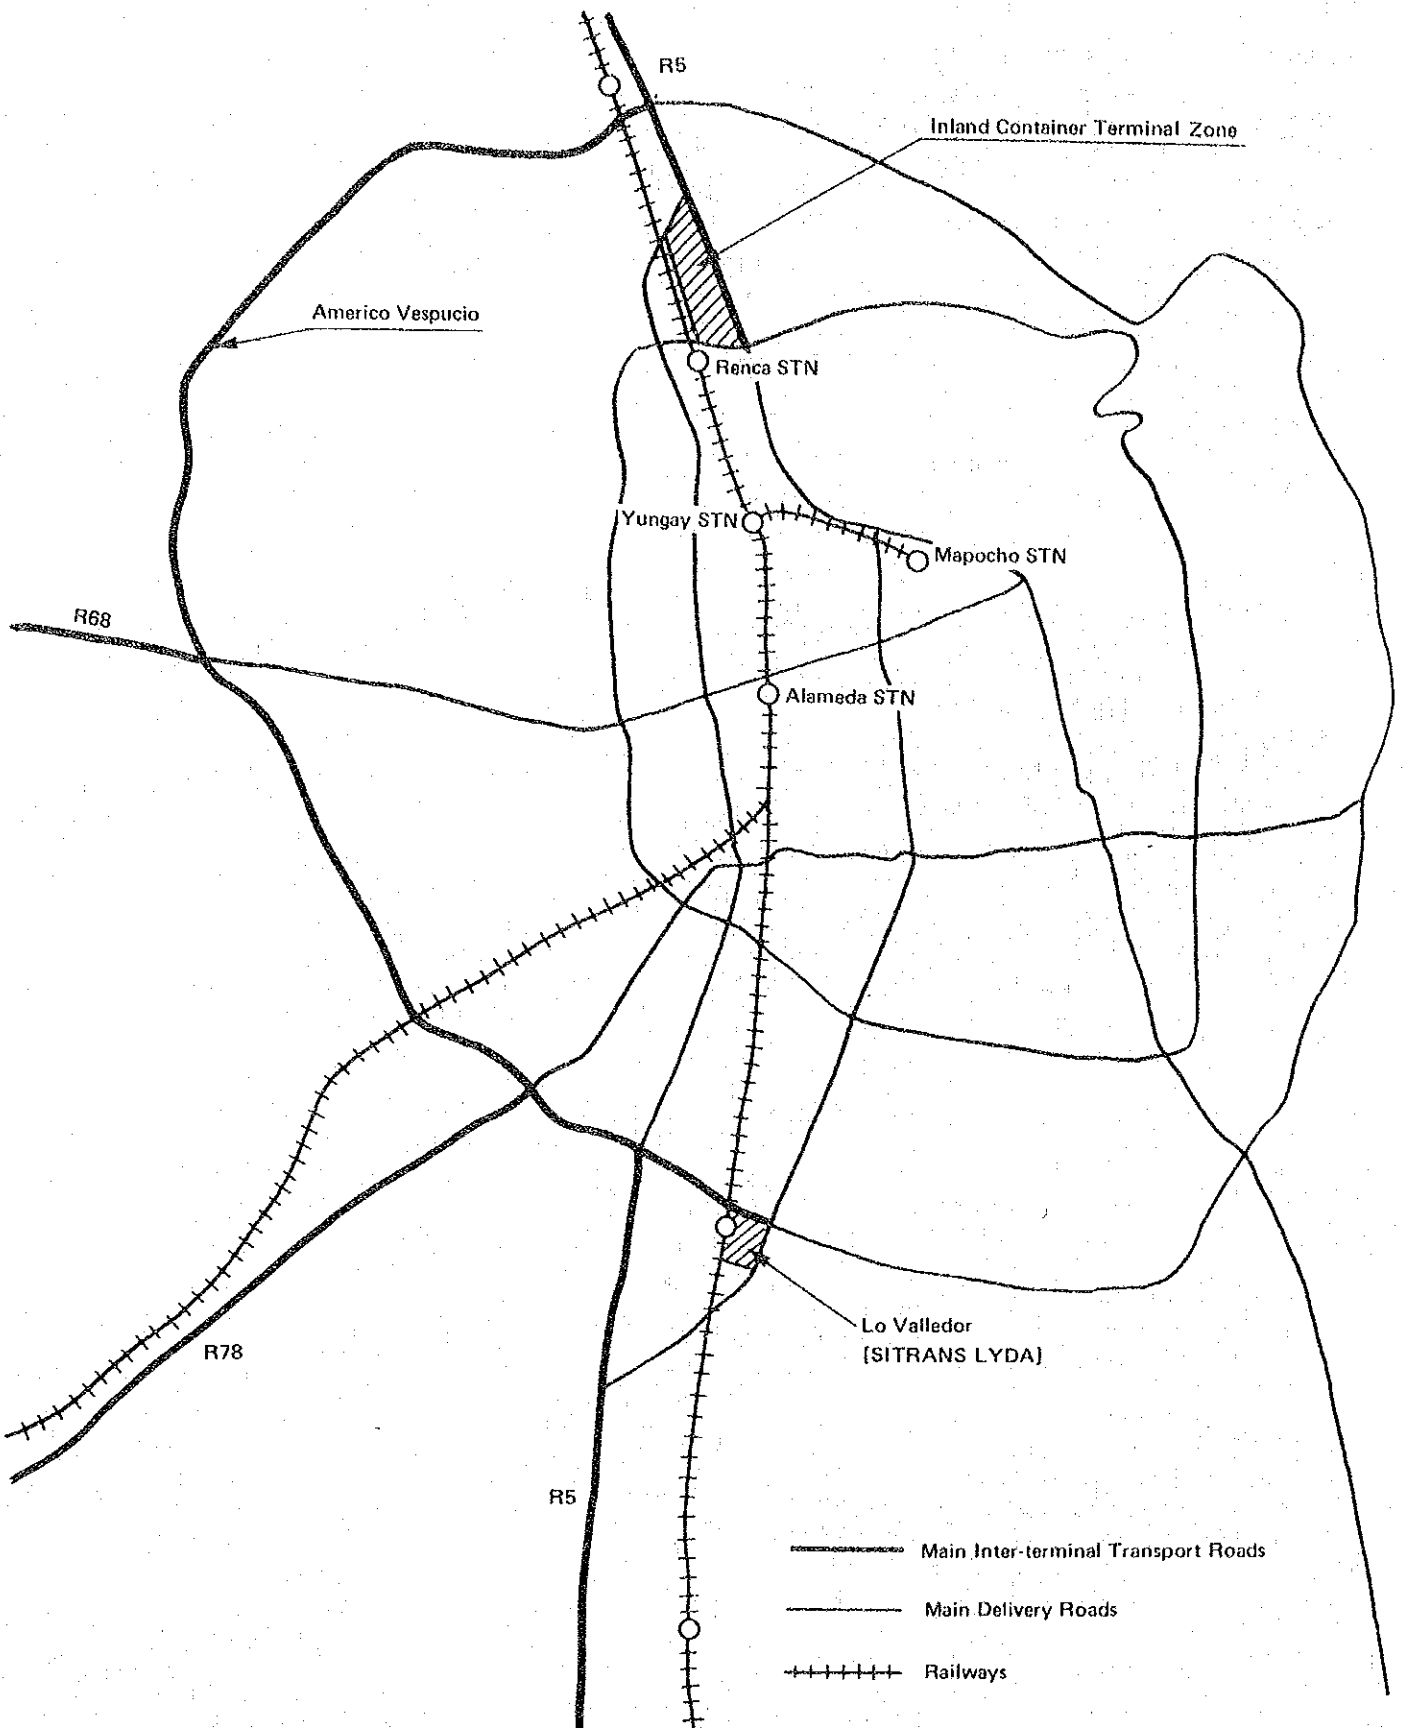 R5
Inland Container Terminal Zone
Americo Vespucio
Renca STN
Yungay STN
Mapocho STN
R68
Alameda STN
Lo Valledor
[SITRANS LYDA]
R78
R5
Main Inter-terminal Transport Roads
Main Delivery Roads
Railways